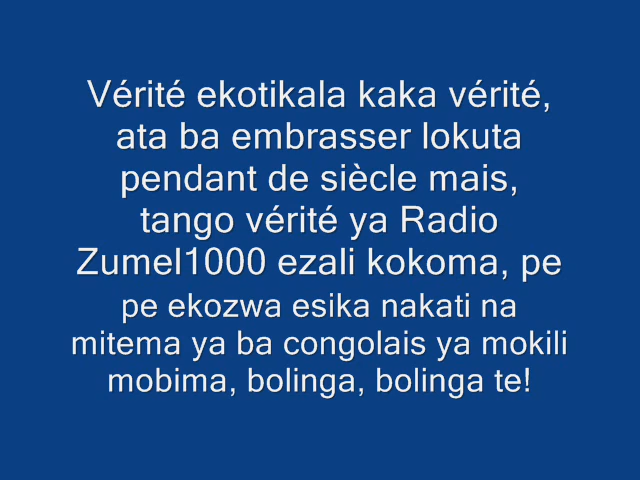 Vérité ekotikala kaka vérité,
ata ba embrasser lokuta
pendant de siècle mais,
tango vérité ya Radio
Zumel1000 ezali kokoma, pe
pe ekozwa esika nakati na
mitema ya ba congolais ya mokili
mobima, bolinga, bolinga te!